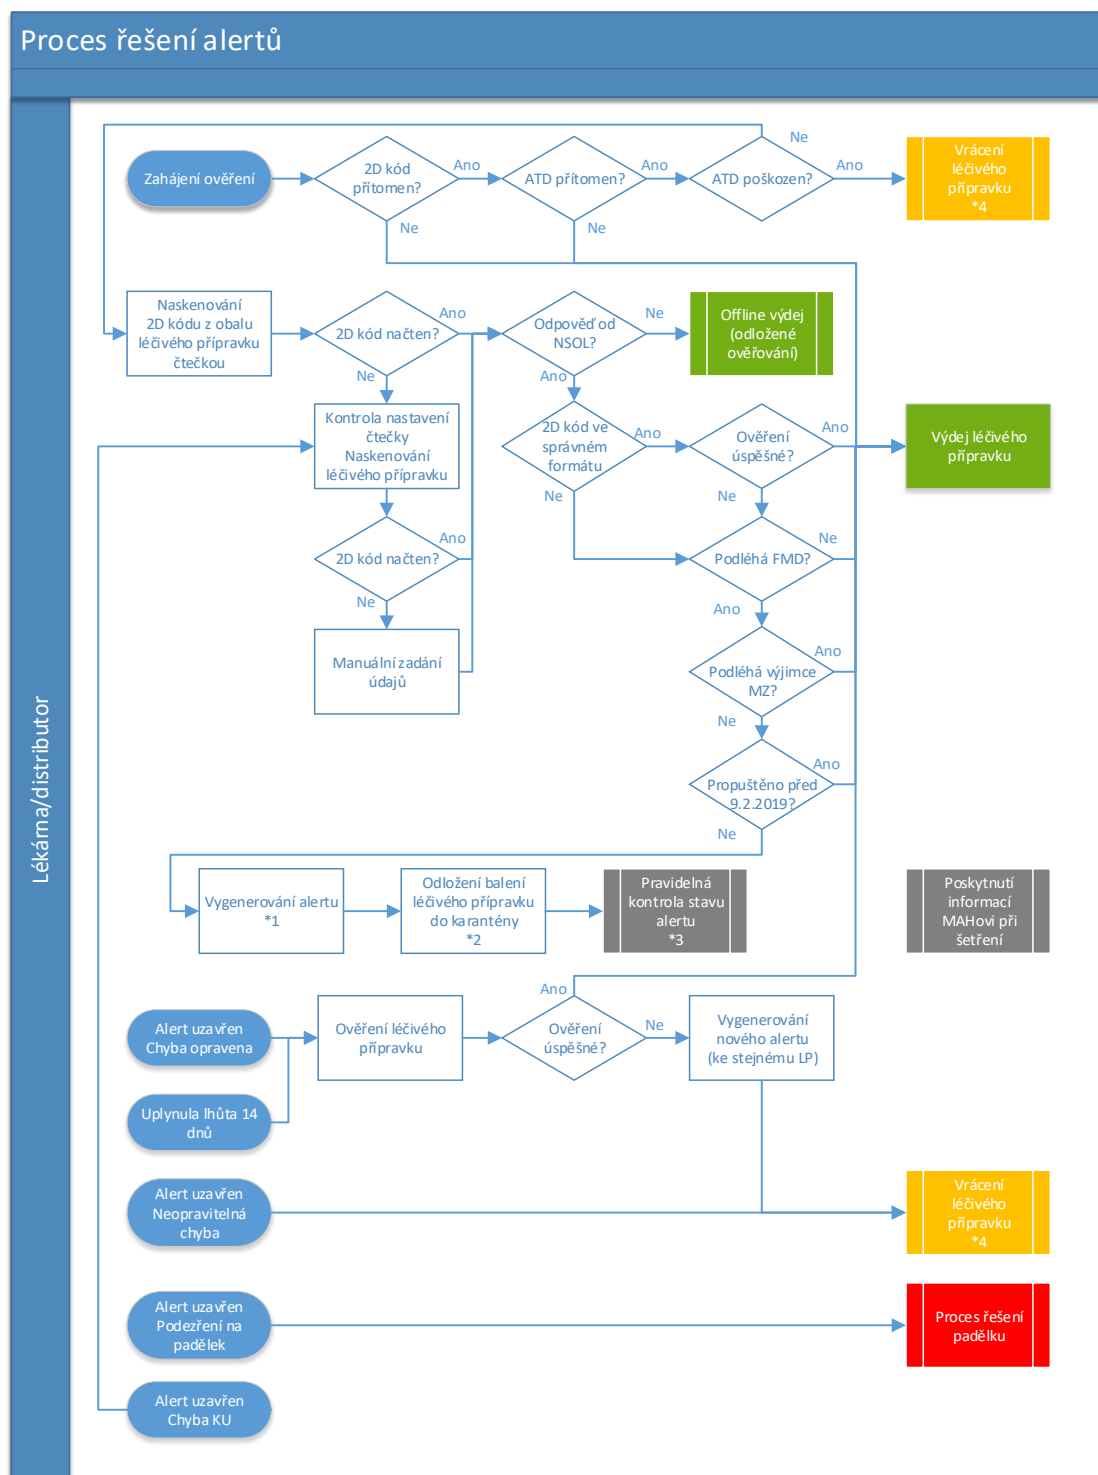 Proces řešení alertů
Lékárna/distributor
Zahájení ověření
2D kód
přítomen?
Ano
Ne
ATD přítomen?
Ano
Ne
ATD poškozen?
Ne
Ano
Vrácení
léčivého
přípravku
*4
Naskenování
2D kódu z obalu
léčivého přípravku
čtečkou
2D kód načten?
Ano
Ne
Odpověď od
NSOL?
Ne
Ano
Offline výdej
(odložené
ověřování)
Kontrola nastavení
čtečky
Naskenování
léčivého přípravku
2D kód ve
správném
formátu
Ano
Ne
Ověření
úspěšné?
Ano
Ne
Výdej léčivého
přípravku
2D kód načten?
Ano
Ne
Podléhá FMD?
Ne
Ano
Manuální zadání
údajů
Podléhá výjimce
MZ?
Ano
Ne
Propuštěno před
9.2.2019?
Ano
Ne
Vygenerování alertu
*1
Odložení balení
léčivého přípravku
do karantény
*2
Pravidelná
kontrola stavu
alertu
*3
Poskytnutí
informací
MAHovi při
šetření
Alert uzavřen
Chyba opravena
Ověření léčivého
přípravku
Ano
Ověření
úspěšné?
Ne
Vygenerování
nového alertu
(ke stejnému LP)
Uplynula lhůta 14
dnů
Alert uzavřen
Neopravitelná
chyba
Vrácení
léčivého
přípravku
*4
Alert uzavřen
Podezření na
padělek
Proces řešení
padělku
Alert uzavřen
Chyba KU